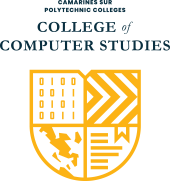 CAMARINES SUR
POLYTECHNIC COLLEGES
COLLEGE of
COMPUTER STUDIES